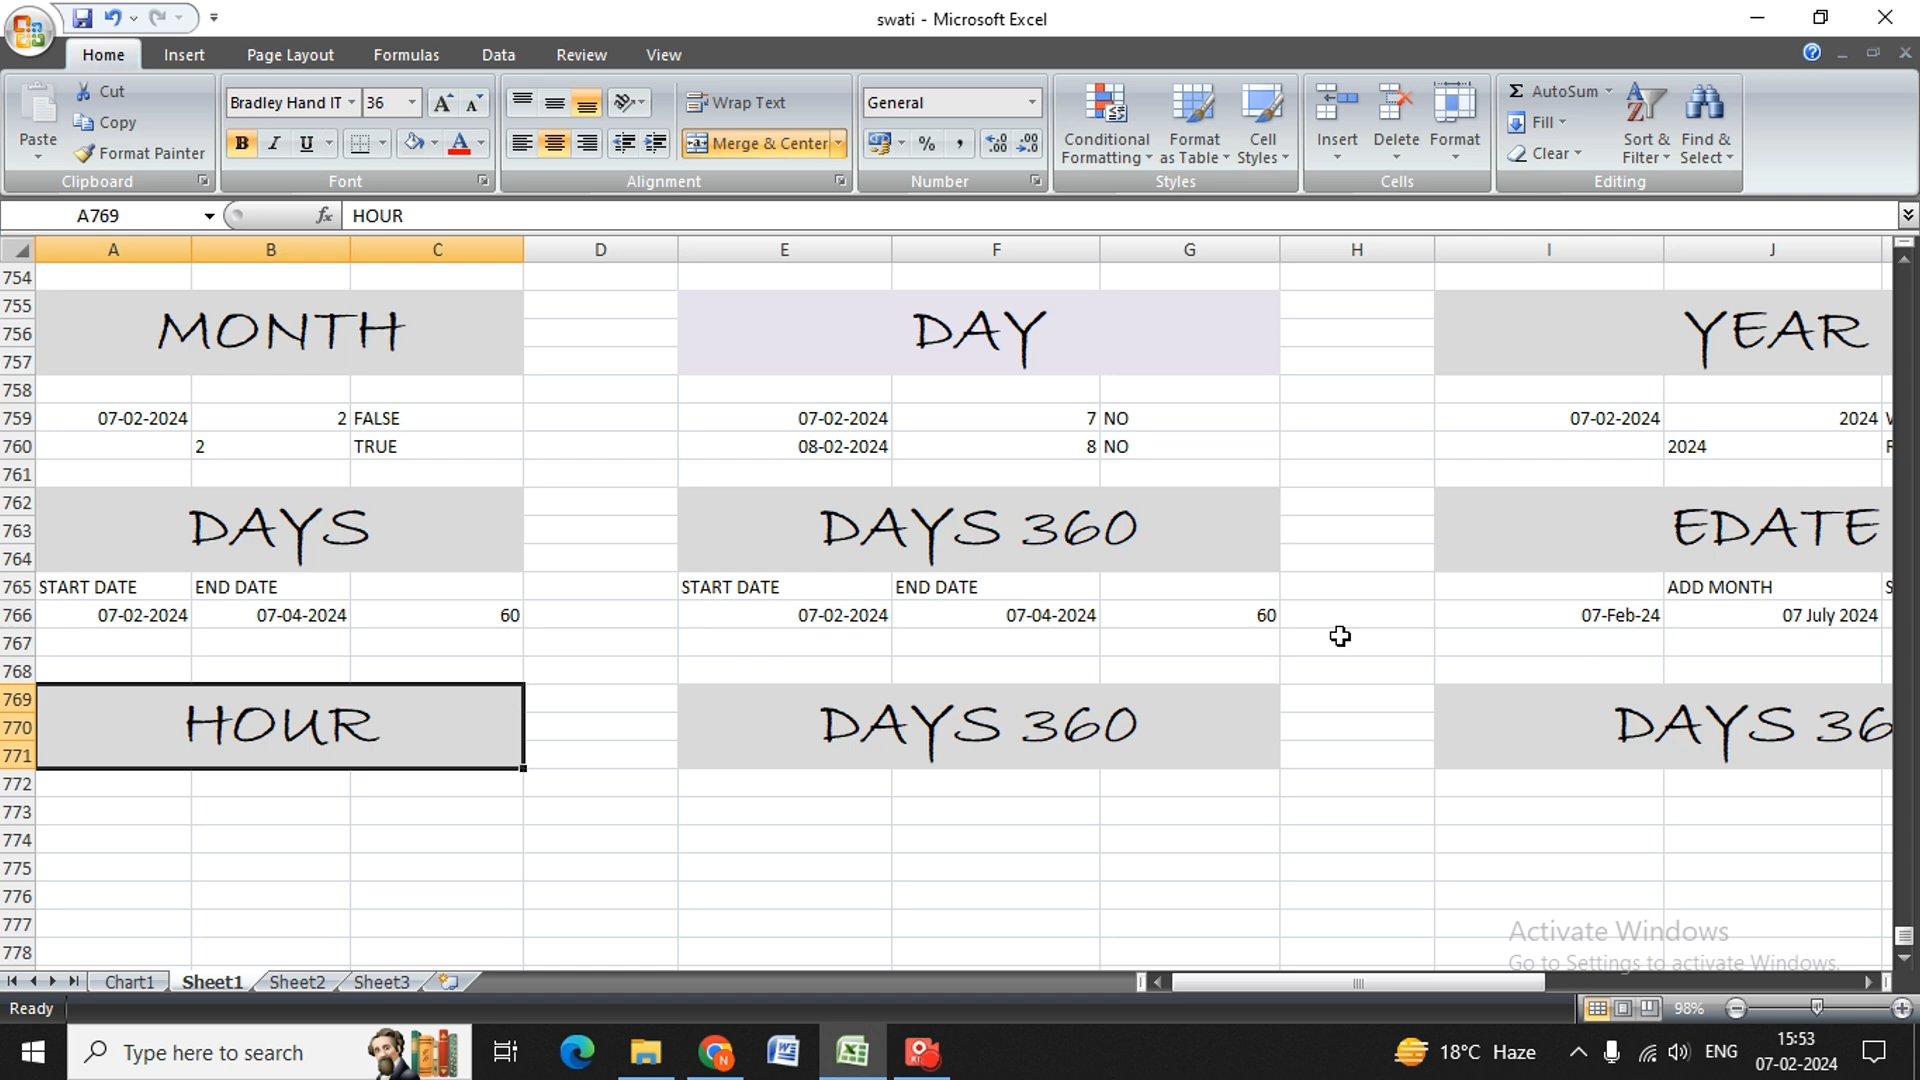 swati - Microsoft Excel
Home Insert Page Layout Formulas Data Review View
Paste Cut Copy Format Painter
Clipboard
Bradley Hand IT 36
B I U
Font
Wrap Text
Merge & Center
Alignment
General
% ,
Number
Conditional Formatting Format as Table Cell Styles
Styles
Insert Delete Format
Cells
Σ AutoSum
Fill
Clear
Sort & Filter Find & Select
Editing
A769 fx HOUR
A B C D E F G H I J
754
755
756 MONTH DAY YEAR
757
758
759 07-02-2024 2 FALSE 07-02-2024 7 NO 07-02-2024 2024
760 2 TRUE 08-02-2024 8 NO 2024
761
762
763 DAYS DAYS 360 EDATE
764
765 START DATE END DATE START DATE END DATE ADD MONTH
766 07-02-2024 07-04-2024 60 07-02-2024 07-04-2024 60 07-Feb-24 07 July 2024
767
768
769
770 HOUR DAYS 360 DAYS 36
771
772
773
774
775
776
777
778
Activate Windows
Go to Settings to activate Windows.
Chart1 Sheet1 Sheet2 Sheet3
Ready 98%
Type here to search
18°C Haze ENG 15:53
07-02-2024